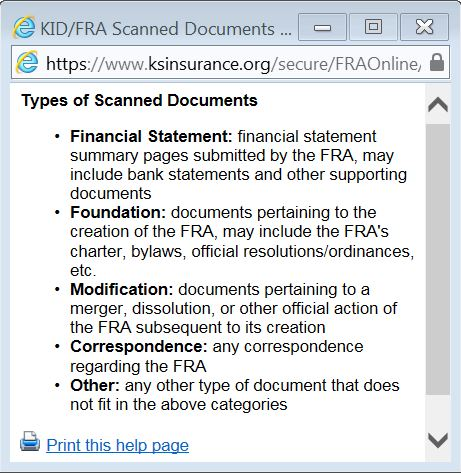 KID/FRA Scanned Documents ...
https://www.ksinsurance.org/secure/FRAOnline/
Types of Scanned Documents
• Financial Statement: financial statement
summary pages submitted by the FRA, may
include bank statements and other supporting
documents
• Foundation: documents pertaining to the
creation of the FRA, may include the FRA's
charter, bylaws, official resolutions/ordinances,
etc.
• Modification: documents pertaining to a
merger, dissolution, or other official action of
the FRA subsequent to its creation
• Correspondence: any correspondence
regarding the FRA
• Other: any other type of document that does
not fit in the above categories
Print this help page